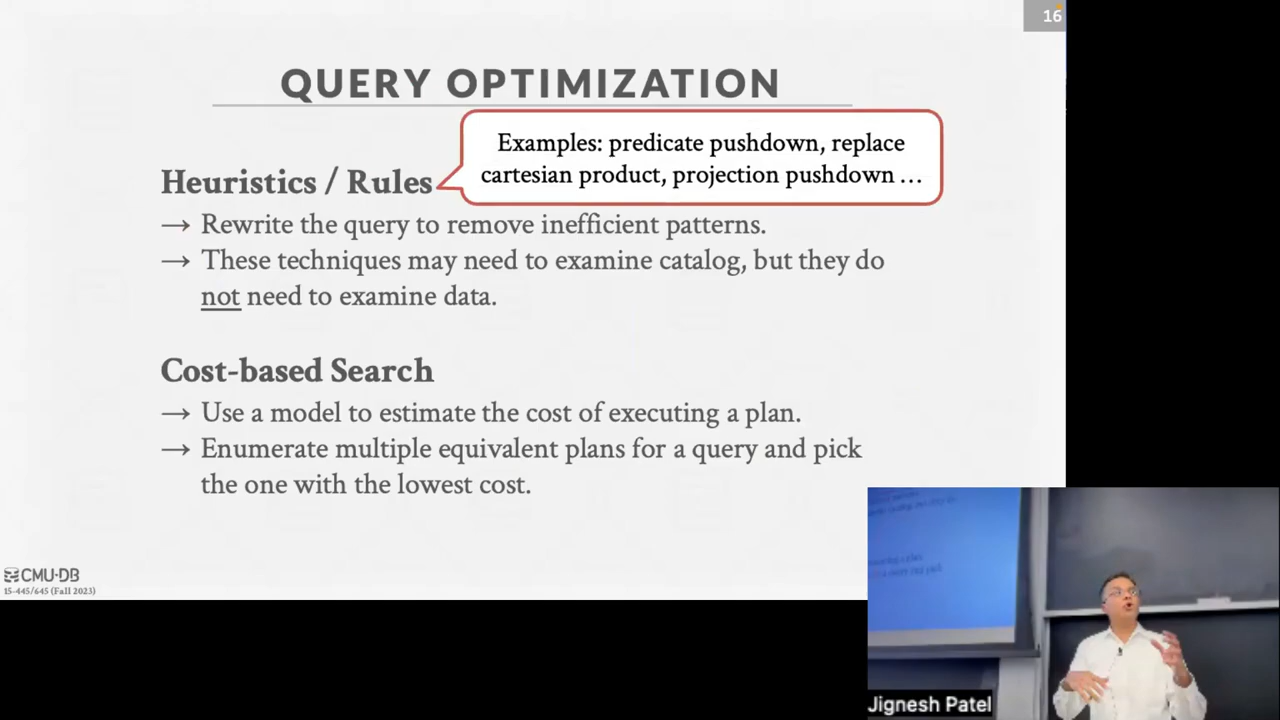 16
QUERY OPTIMIZATION
Examples: predicate pushdown, replace
cartesian product, projection pushdown …
Heuristics / Rules
→ Rewrite the query to remove inefficient patterns.
→ These techniques may need to examine catalog, but they do
not need to examine data.
Cost-based Search
→ Use a model to estimate the cost of executing a plan.
→ Enumerate multiple equivalent plans for a query and pick
the one with the lowest cost.
CMU·DB
15-445/645 (Fall 2023)
Jignesh Patel